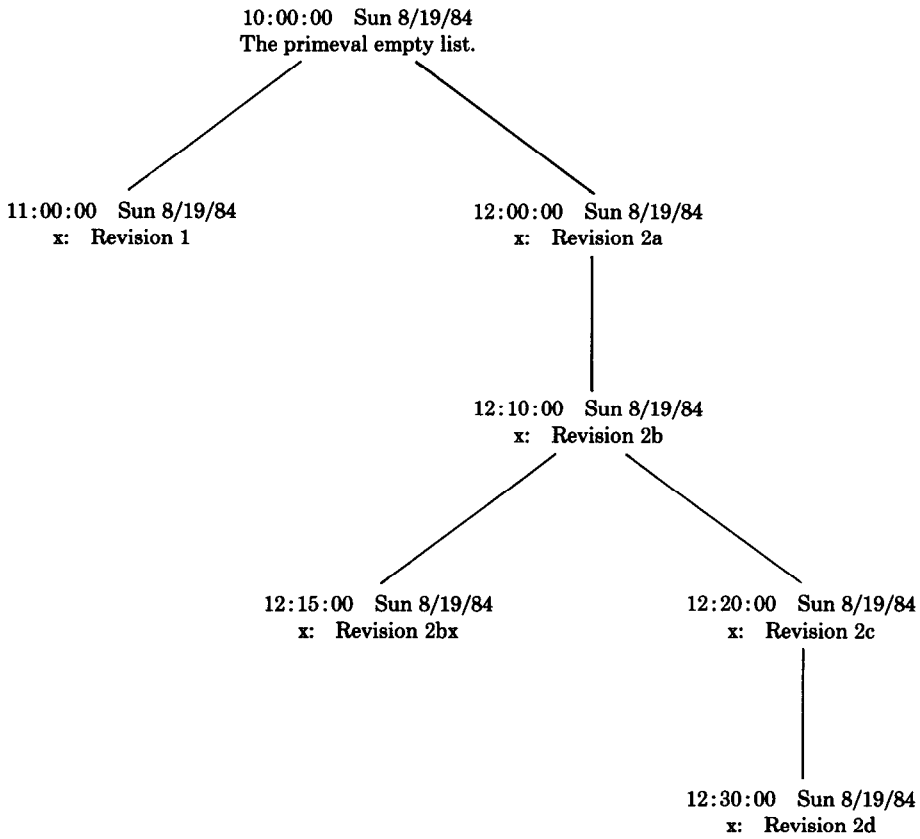 10:00:00 Sun 8/19/84
The primeval empty list.
11:00:00 Sun 8/19/84
x: Revision 1
12:00:00 Sun 8/19/84
x: Revision 2a
12:10:00 Sun 8/19/84
x: Revision 2b
12:15:00 Sun 8/19/84
x: Revision 2bx
12:20:00 Sun 8/19/84
x: Revision 2c
12:30:00 Sun 8/19/84
x: Revision 2d